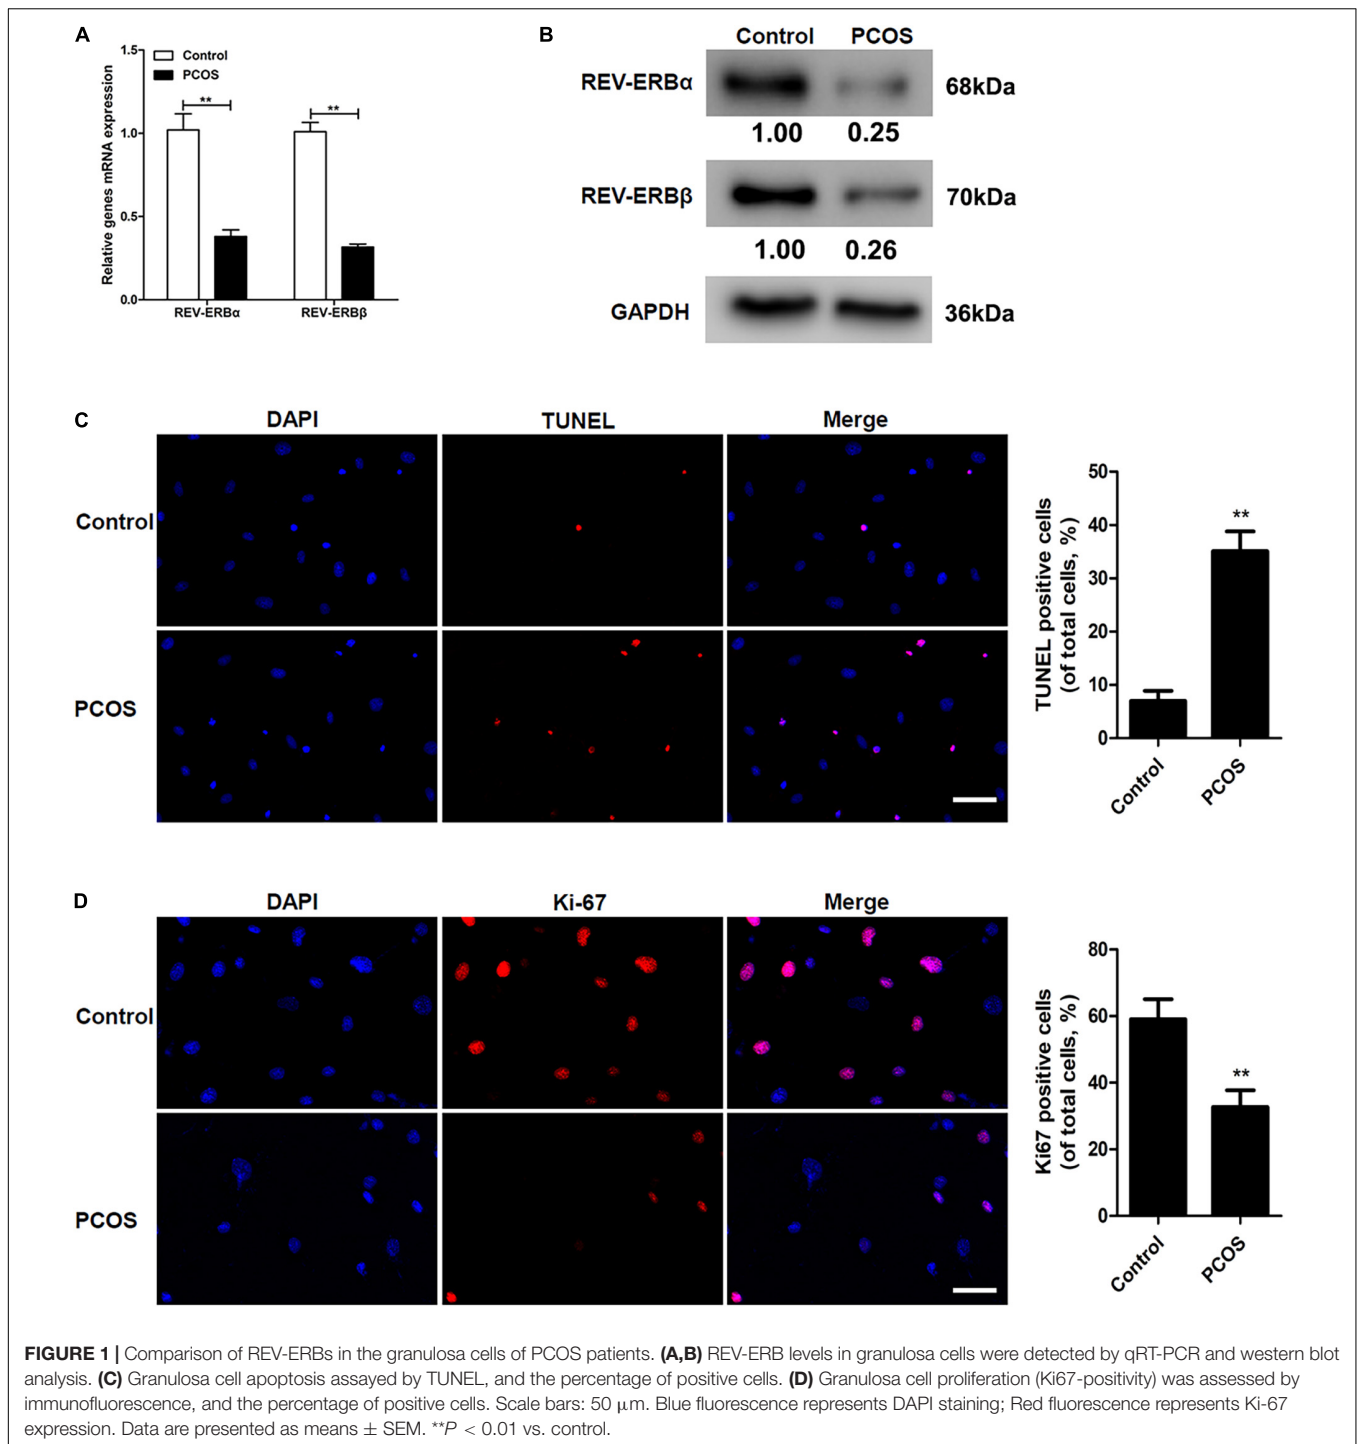 A
Relative genes mRNA expression
1.5
1.0
0.5
0.0
Control
PCOS
**
**
REV-ERBα
REV-ERBβ
B
Control PCOS
REV-ERBα
68kDa
1.00 0.25
REV-ERBβ
70kDa
1.00 0.26
GAPDH
36kDa
C
DAPI TUNEL Merge
Control
PCOS
TUNEL positive cells
(of total cells, %)
50
40
30
20
10
0
**
Control
PCOS
D
DAPI Ki-67 Merge
Control
PCOS
Ki67 positive cells
(of total cells, %)
80
60
40
20
0
**
Control
PCOS
FIGURE 1 | Comparison of REV-ERBs in the granulosa cells of PCOS patients. (A,B) REV-ERB levels in granulosa cells were detected by qRT-PCR and western blot
analysis. (C) Granulosa cell apoptosis assayed by TUNEL, and the percentage of positive cells. (D) Granulosa cell proliferation (Ki67-positivity) was assessed by
immunofluorescence, and the percentage of positive cells. Scale bars: 50 μm. Blue fluorescence represents DAPI staining; Red fluorescence represents Ki-67
expression. Data are presented as means ± SEM. **P < 0.01 vs. control.